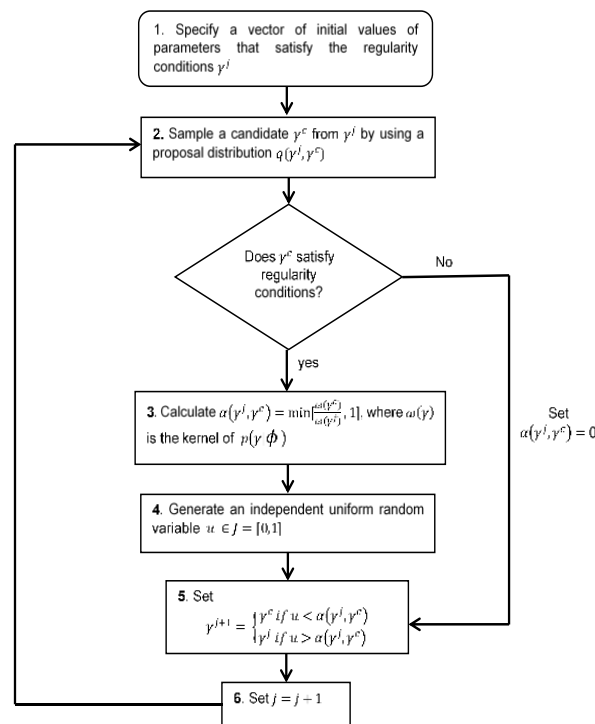 1. Specify a vector of initial values of
parameters that satisfy the regularity
conditions γ^j
2. Sample a candidate γ^c from γ^j by using a
proposal distribution q(γ^j, γ^c)
Does γ^c satisfy
regularity
conditions?
No
yes
3. Calculate α(γ^j, γ^c) = min[ω(γ^c)/ω(γ^j), 1], where ω(γ)
is the kernel of p(γ ϕ)
Set
α(γ^j, γ^c) = 0
4. Generate an independent uniform random
variable u ∈ J = [0,1]
5. Set
γ^{j+1} = { γ^c if u < α(γ^j, γ^c)
γ^j if u > α(γ^j, γ^c)
6. Set j = j + 1